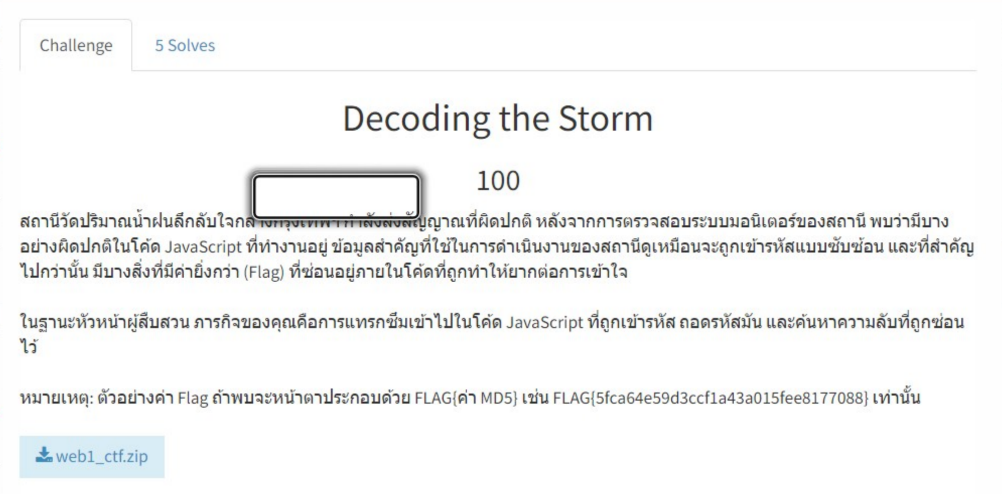 Challenge
5 Solves
Decoding the Storm
100
สถานีวัดปริมาณน้ำฝนลึกลับใจกลางกรุงเทพฯ กำลังส่งสัญญาณที่ผิดปกติ หลังจากการตรวจสอบระบบมอนิเตอร์ของสถานี พบว่ามีบาง
อย่างผิดปกติในโค้ด JavaScript ที่ทำงานอยู่ ข้อมูลสำคัญที่ใช้ในการดำเนินงานของสถานีดูเหมือนจะถูกเข้ารหัสแบบซับซ้อน และที่สำคัญ
ไปกว่านั้น มีบางสิ่งที่มีค่ายิ่งกว่า (Flag) ที่ซ่อนอยู่ภายในโค้ดที่ถูกทำให้ยากต่อการเข้าใจ
ในฐานะหัวหน้าผู้สืบสวน ภารกิจของคุณคือการแทรกซึมเข้าไปในโค้ด JavaScript ที่ถูกเข้ารหัส ถอดรหัสมัน และค้นหาความลับที่ถูกซ่อน
ไว้
หมายเหตุ: ตัวอย่างค่า Flag ถ้าพบจะหน้าตาประกอบด้วย FLAG{ค่า MD5} เช่น FLAG{5fca64e59d3ccf1a43a015fee8177088} เท่านั้น
web1_ctf.zip